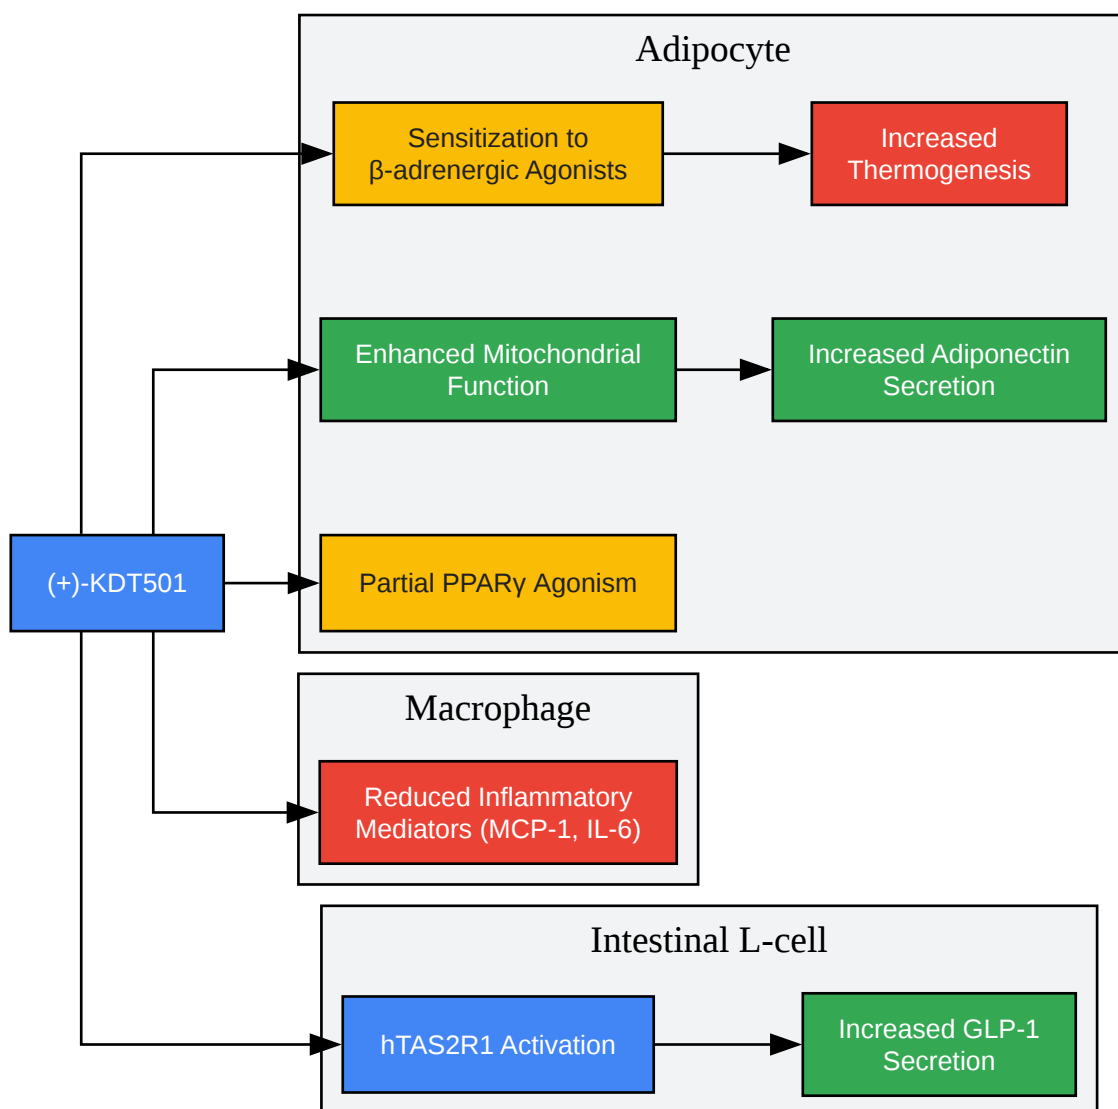 Adipocyte
Sensitization to
β-adrenergic Agonists
Increased
Thermogenesis
Enhanced Mitochondrial
Function
Increased Adiponectin
Secretion
(+)-KDT501
Partial PPARγ Agonism
Macrophage
Reduced Inflammatory
Mediators (MCP-1, IL-6)
Intestinal L-cell
hTAS2R1 Activation
Increased GLP-1
Secretion